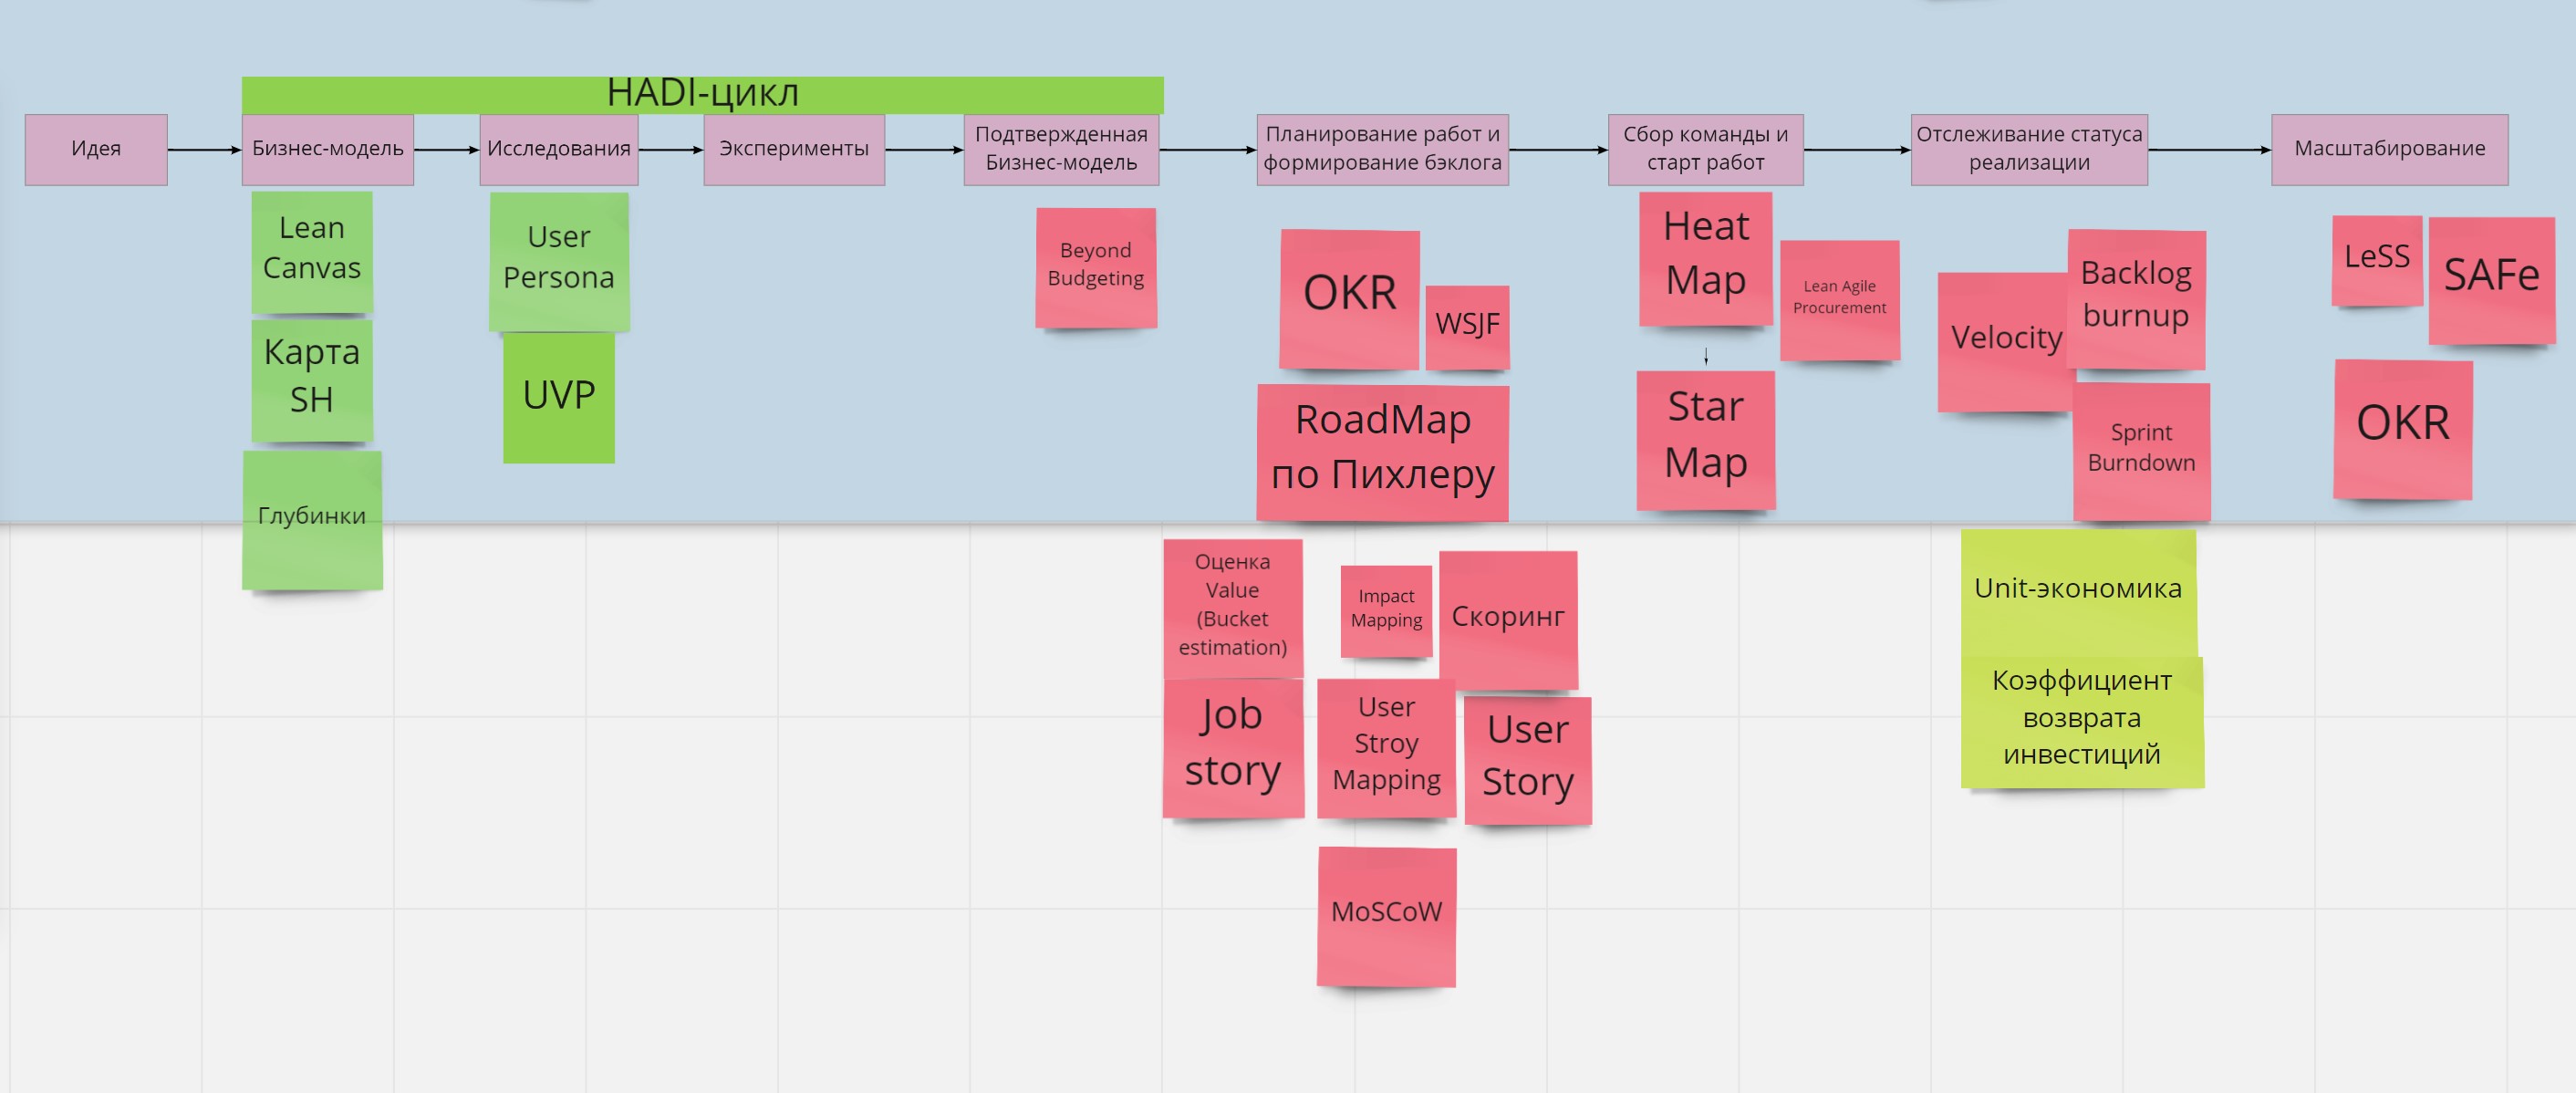 HADI-цикл
Идея
Бизнес-модель
Исследования
Эксперименты
Подтвержденная
Бизнес-модель
Планирование работ и
формирование бэклога
Сбор команды и
старт работ
Отслеживание статуса
реализации
Масштабирование
Lean
Canvas
Карта
SH
Глубинки
User
Persona
UVP
Beyond
Budgeting
OKR
WSJF
RoadMap
по Пихлеру
Оценка
Value
(Bucket
estimation)
Impact
Mapping
Скоринг
Job
story
User
Stroy
Mapping
User
Story
MoSCoW
Heat
Map
Lean Agile
Procurement
Star
Map
Velocity
Backlog
burnup
Sprint
Burndown
Unit-экономика
Коэффициент
возврата
инвестиций
LeSS
SAFe
OKR